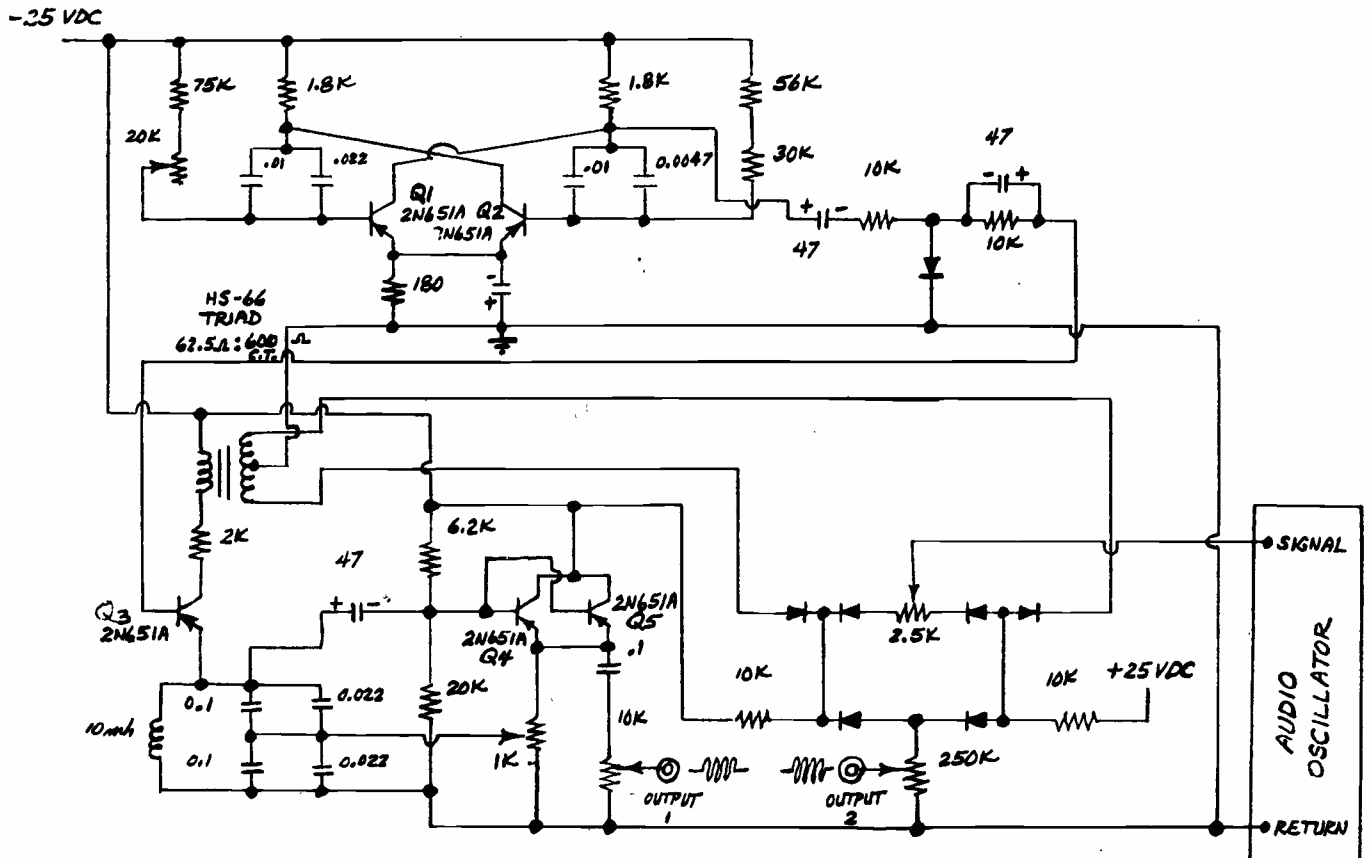 -25 VDC
75K
1.8K
1.8K
56K
20K
.01
.022
.01
0.0047
30K
47
10K
Q1
2N651A
Q2
2N651A
+ -
47
- +
10K
180
-
+
HS-66
TRIAD
62.5Ω : 600 Ω
C.T.
2K
6.2K
47
+ -
Q3
2N651A
2N651A
Q4
2N651A
Q5
.1
SIGNAL
2.5K
10K
10K
+25 VDC
0.1
0.022
20K
10K
10mh
0.1
0.022
1K
250K
OUTPUT
1
OUTPUT
2
AUDIO
OSCILLATOR
RETURN